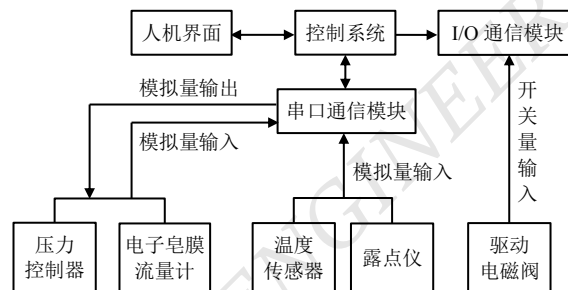 人机界面
控制系统
I/O 通信模块
模拟量输出
串口通信模块
模拟量输入
模拟量输入
开
关
量
输
入
压力
控制器
电子皂膜
流量计
温度
传感器
露点仪
驱动
电磁阀
ENGINEER